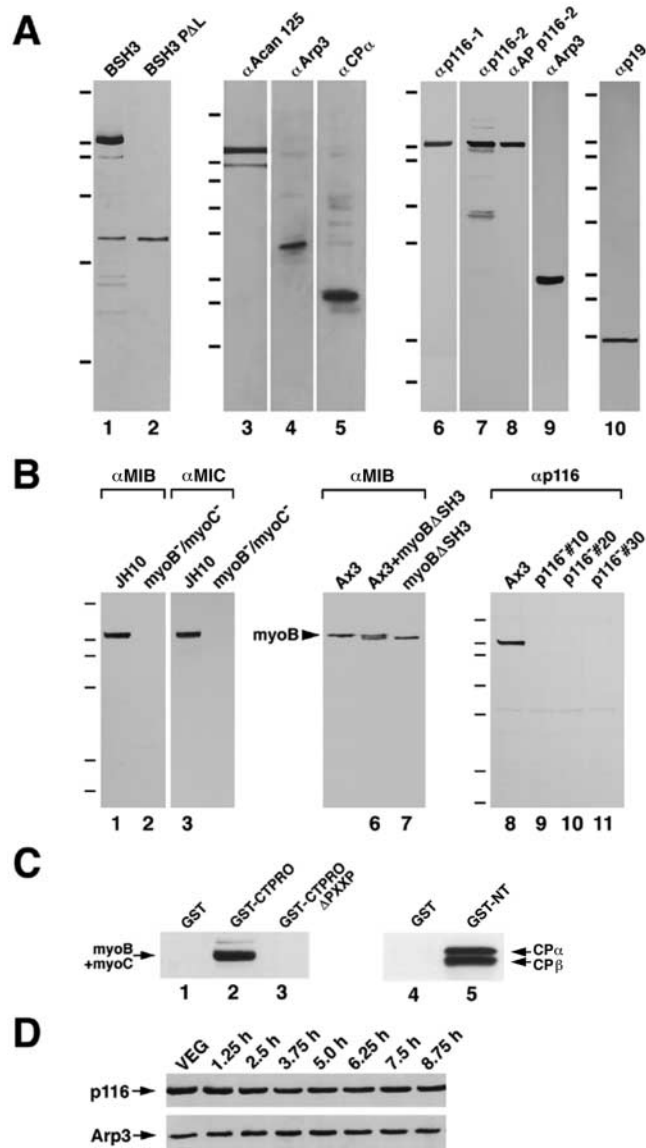 A
BSH3
BSH3 PΔL
αAcan 125
αArp3
αCPα
αp116-1
αp116-2
αAP p116-2
αArp3
αp19
1 2 3 4 5 6 7 8 9 10
B
αMIB αMIC αMIB αp116
JH10
myoB⁻/myoC⁻
JH10
myoB⁻/myoC⁻
Ax3
Ax3+myoBΔSH3
myoBΔSH3
Ax3
p116⁻#10
p116⁻#20
p116⁻#30
myoB
1 2 3 6 7 8 9 10 11
C
GST
GST-CTPRO
GST-CTPRO
ΔPXXP
GST
GST-NT
myoB
+myoC
CPα
CPβ
1 2 3 4 5
D
VEG
1.25 h
2.5 h
3.75 h
5.0 h
6.25 h
7.5 h
8.75 h
p116
Arp3